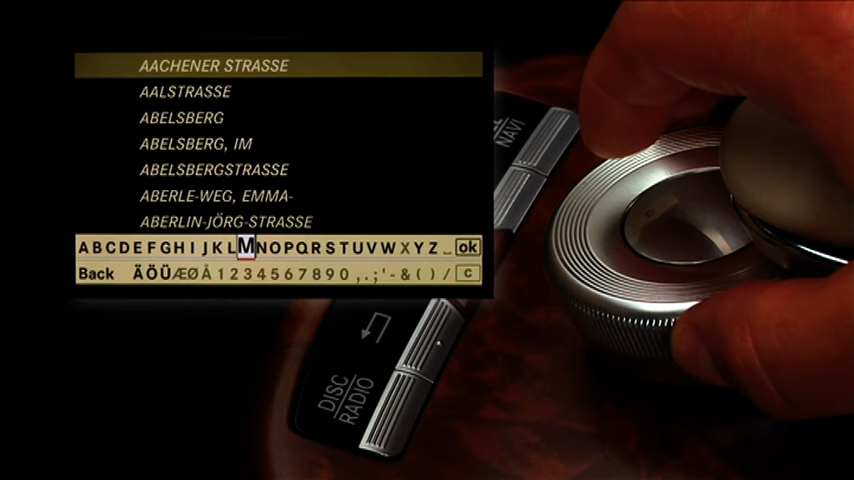 AACHENER STRASSE
AALSTRASSE
ABELSBERG
ABELSBERG, IM
ABELSBERGSTRASSE
ABERLE-WEG, EMMA-
ABERLIN-JÖRG-STRASSE
ABCDEFGHIJKLMNOPQRSTUVWXYZ_ ok
Back ÄÖÜÆØÅ1234567890,.;'-&()/ c
NAVI
DISC
RADIO